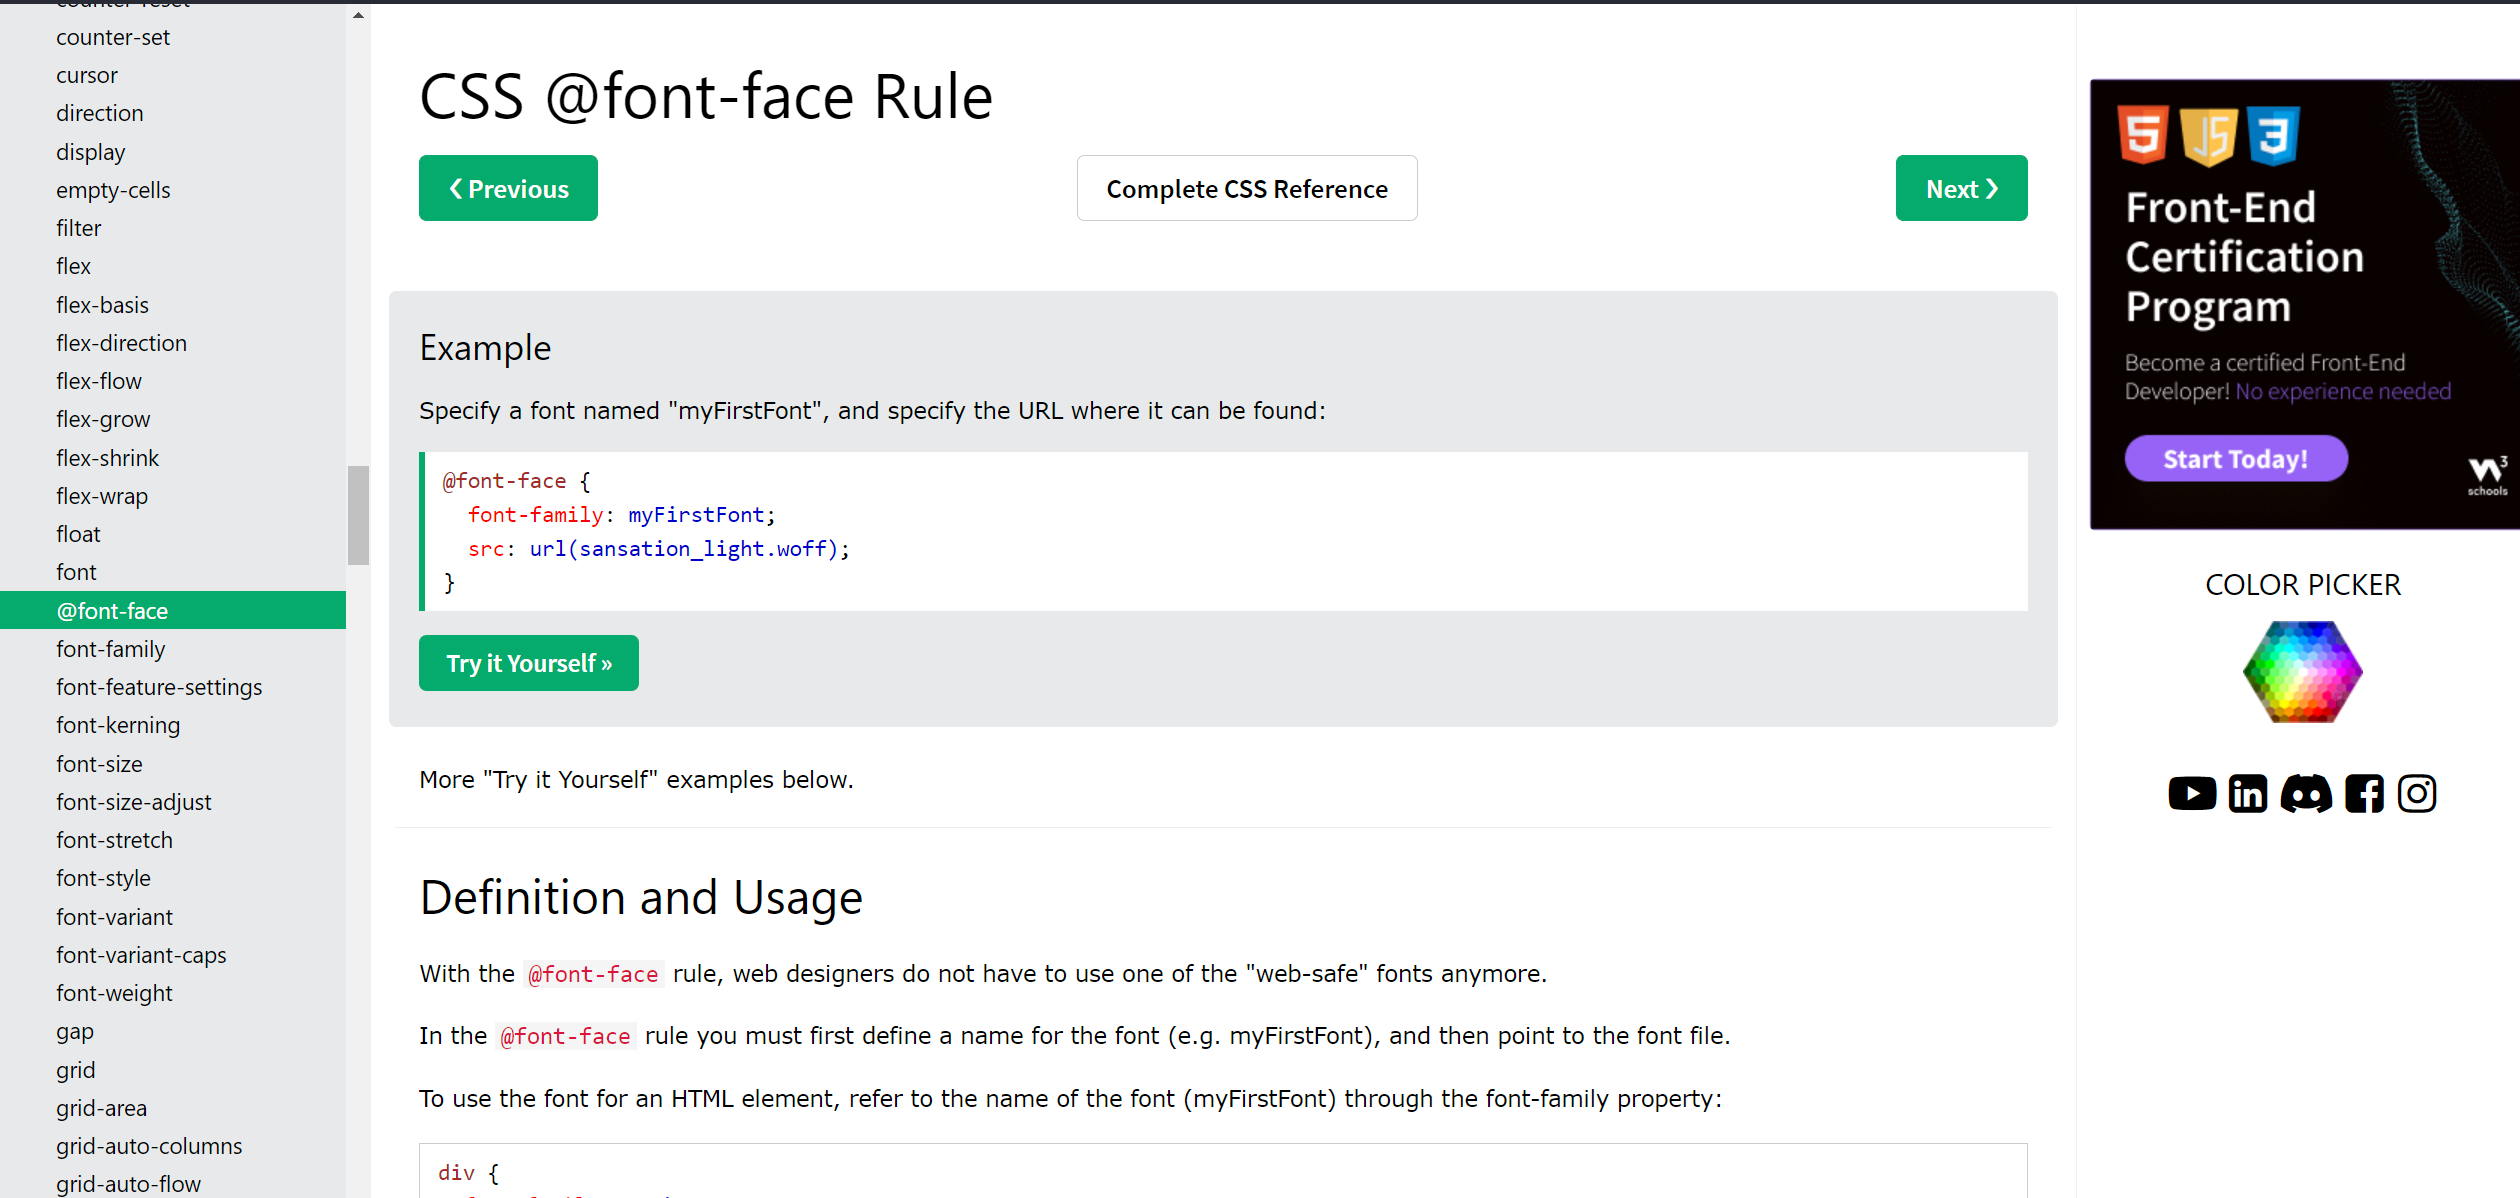 counter-reset
counter-set
cursor
direction
display
empty-cells
filter
flex
flex-basis
flex-direction
flex-flow
flex-grow
flex-shrink
flex-wrap
float
font
@font-face
font-family
font-feature-settings
font-kerning
font-size
font-size-adjust
font-stretch
font-style
font-variant
font-variant-caps
font-weight
gap
grid
grid-area
grid-auto-columns
grid-auto-flow
CSS @font-face Rule
❮ Previous
Complete CSS Reference
Next ❯
Example
Specify a font named "myFirstFont", and specify the URL where it can be found:
@font-face {
  font-family: myFirstFont;
  src: url(sansation_light.woff);
}
Try it Yourself »
More "Try it Yourself" examples below.
Definition and Usage
With the @font-face rule, web designers do not have to use one of the "web-safe" fonts anymore.
In the @font-face rule you must first define a name for the font (e.g. myFirstFont), and then point to the font file.
To use the font for an HTML element, refer to the name of the font (myFirstFont) through the font-family property:
div {
5 JS 3
Front-End
Certification
Program
Become a certified Front-End
Developer! No experience needed
Start Today!
W3
schools
COLOR PICKER
in